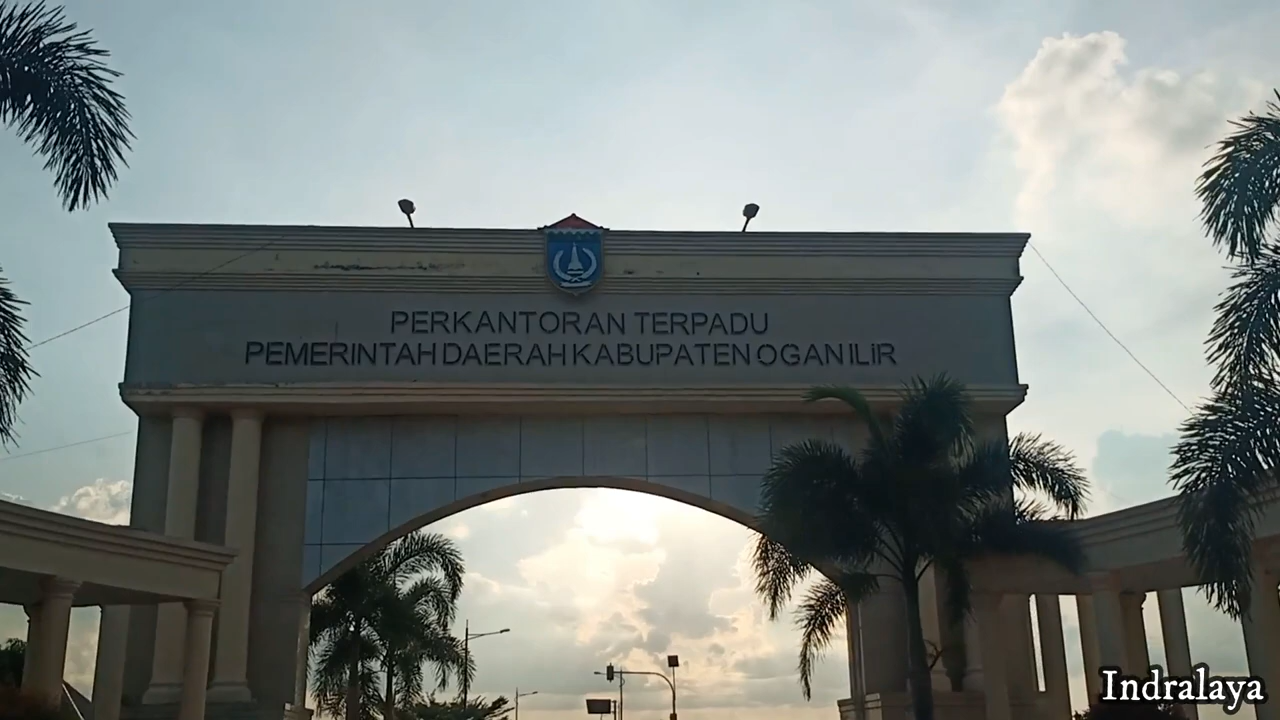 PERKANTORAN TERPADU
PEMERINTAH DAERAH KABUPATEN OGAN ILIR
Indralaya